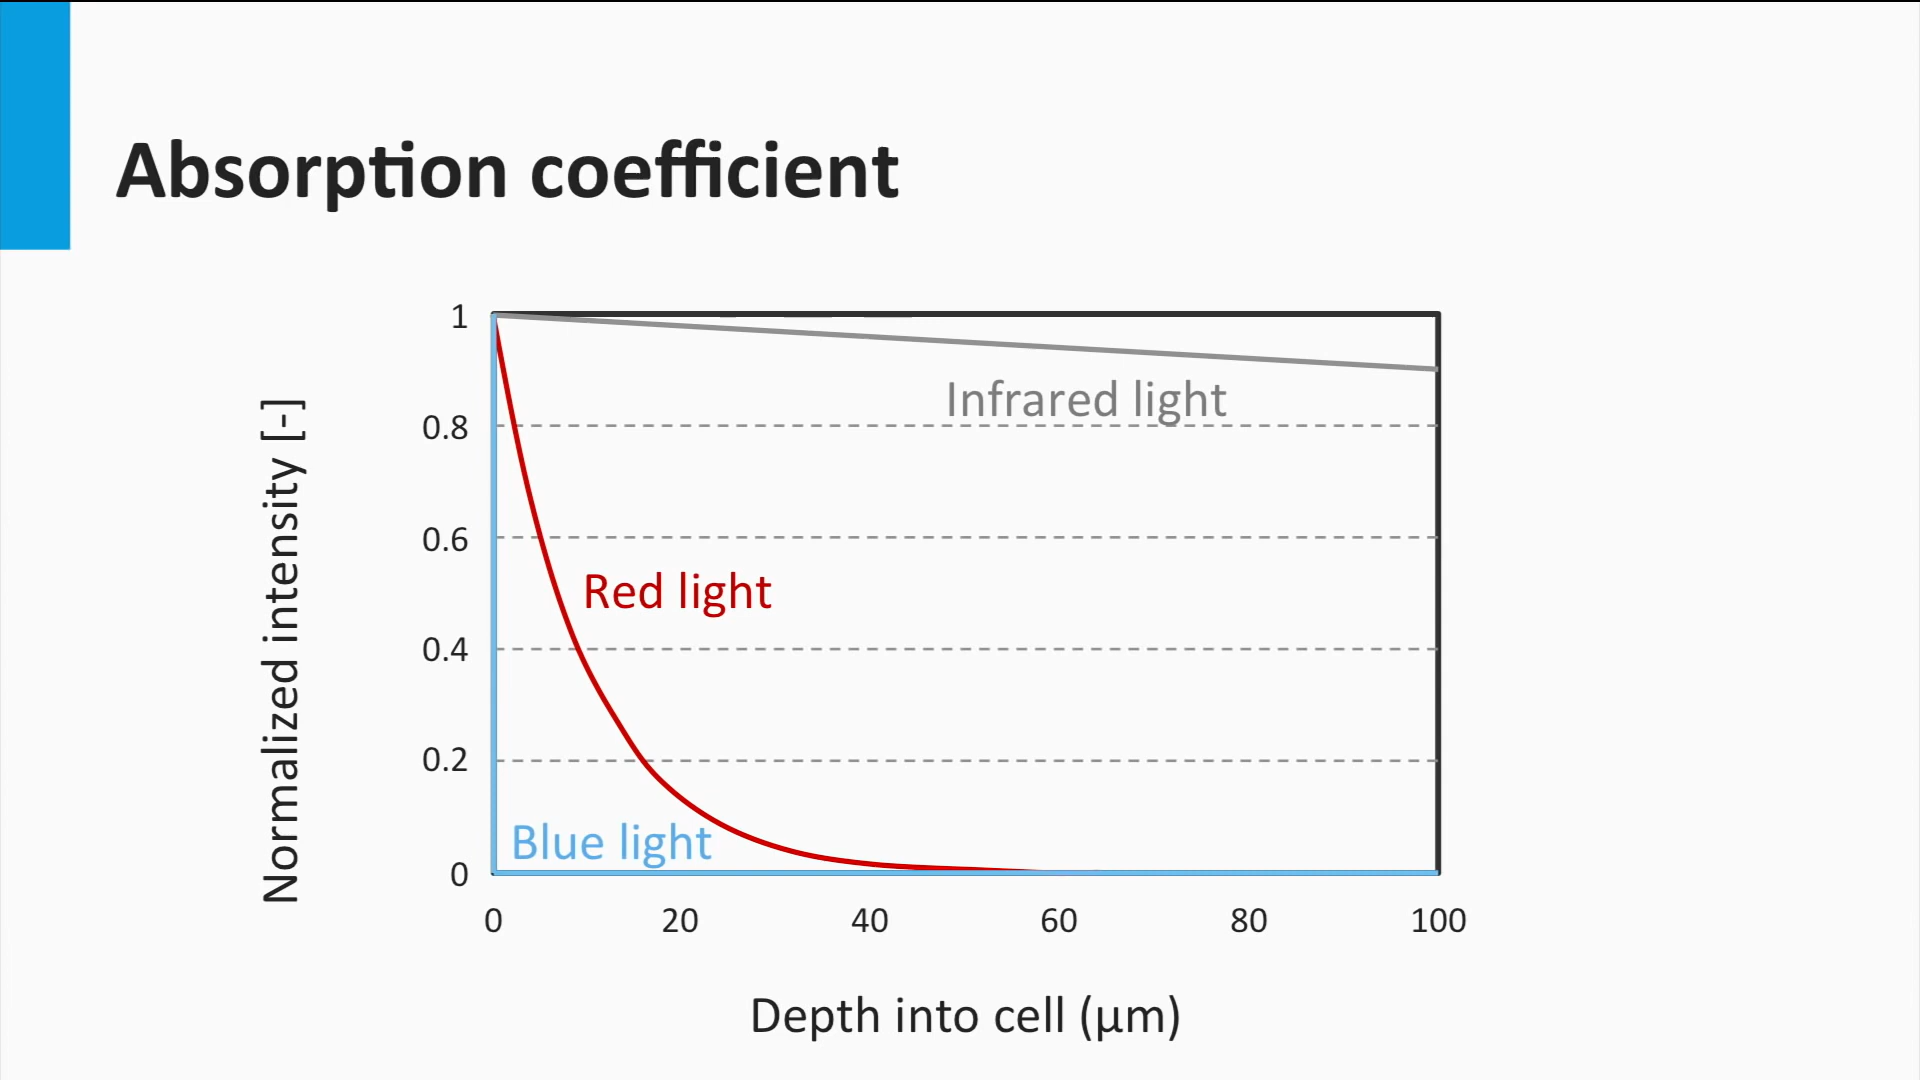 Absorption coefficient
Normalized intensity [-]
1
0.8
0.6
0.4
0.2
0
Infrared light
Red light
Blue light
0 20 40 60 80 100
Depth into cell (µm)